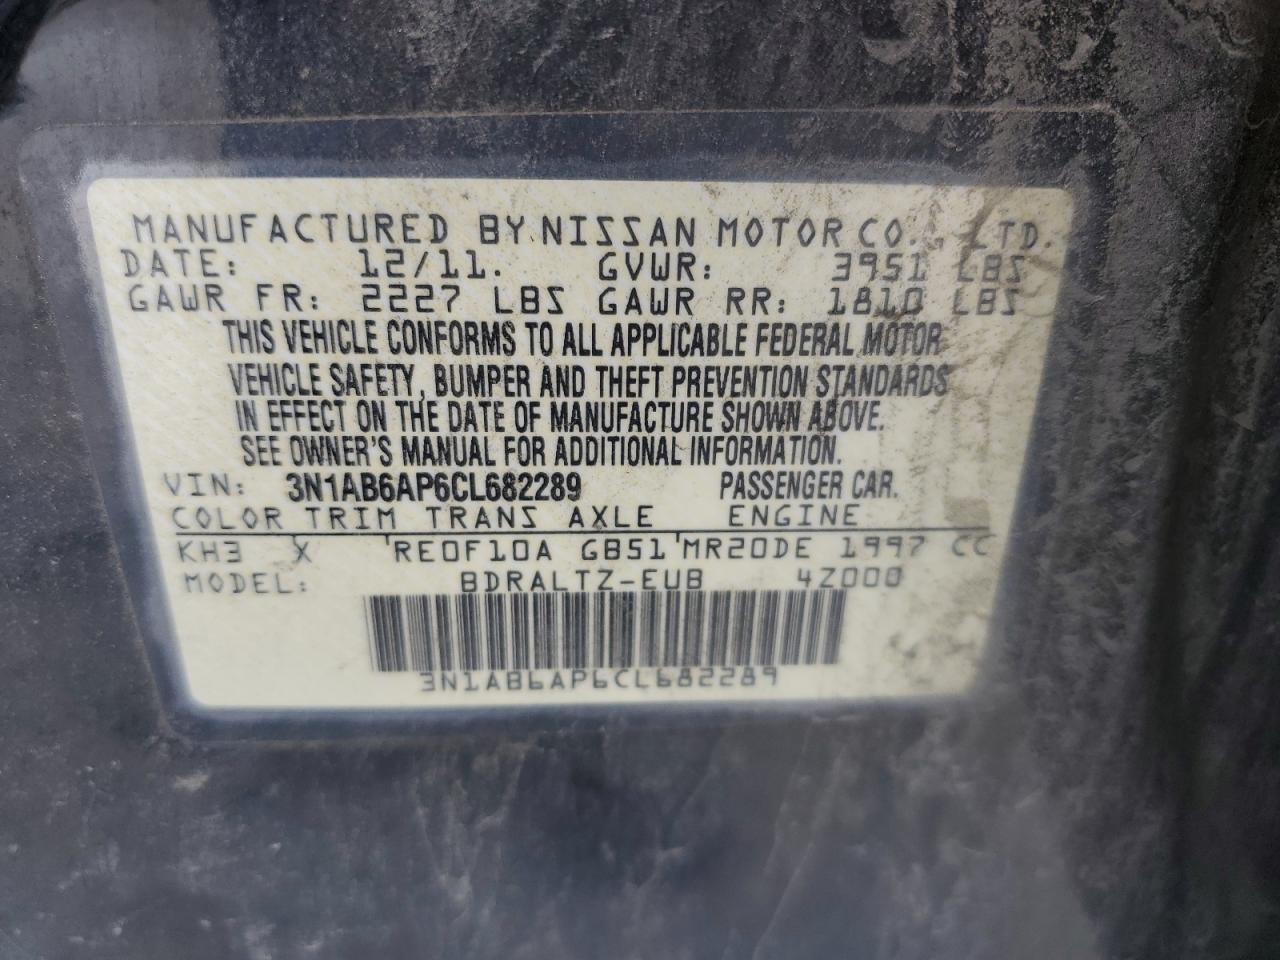 MANUFACTURED BY NISSAN MOTOR CO., LTD.
DATE: 12/11. GVWR: 3951 LBS
GAWR FR: 2227 LBS GAWR RR: 1810 LBS
THIS VEHICLE CONFORMS TO ALL APPLICABLE FEDERAL MOTOR
VEHICLE SAFETY, BUMPER AND THEFT PREVENTION STANDARDS
IN EFFECT ON THE DATE OF MANUFACTURE SHOWN ABOVE.
SEE OWNER'S MANUAL FOR ADDITIONAL INFORMATION.
VIN: 3N1AB6AP6CL682289 PASSENGER CAR.
COLOR TRIM TRANS AXLE ENGINE
KH3 X RE0F10A GB51 MR20DE 1997 CC
MODEL: BDRALTZ-EUB 4Z000
3N1AB6AP6CL682289